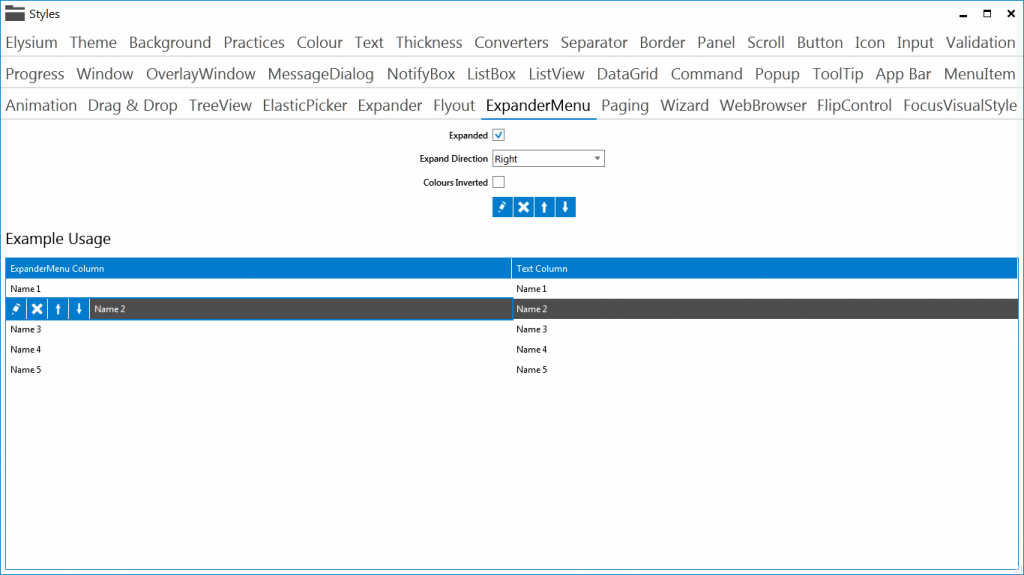 Styles
Elysium Theme Background Practices Colour Text Thickness Converters Separator Border Panel Scroll Button Icon Input Validation
Progress Window OverlayWindow MessageDialog NotifyBox ListBox ListView DataGrid Command Popup ToolTip App Bar MenuItem
Animation Drag & Drop TreeView ElasticPicker Expander Flyout ExpanderMenu Paging Wizard WebBrowser FlipControl FocusVisualStyle
Expanded
Expand Direction Right
Colours Inverted
Example Usage
ExpanderMenu Column Text Column
Name 1 Name 1
Name 2 Name 2
Name 3 Name 3
Name 4 Name 4
Name 5 Name 5